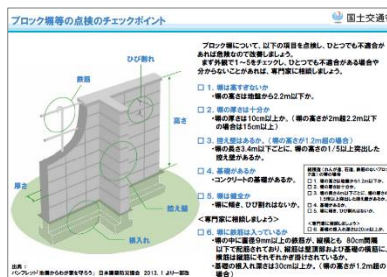 ブロック塀等の点検のチェックポイント
国土交通
ブロック塀について、以下の項目を点検し、ひとつでも不適合が
あれば危険なので改善しましょう。
まず外観で1～5をチェックし、ひとつでも不適合がある場合や
分からないことがあれば、専門家に相談しましょう。
□ 1. 塀は高すぎないか
・塀の高さは地盤から2.2m以下か。
□ 2. 塀の厚さは十分か
・塀の厚さは10cm以上か。（塀の高さが2m超2.2m以下
の場合は15cm以上）
□ 3. 控え壁はあるか。（塀の高さが1.2m超の場合）
・塀の長さ3.4m以下ごとに、塀の高さの1/5以上突出した
控え壁があるか。
□ 4. 基礎があるか
・コンクリートの基礎があるか。
□ 5. 塀は健全か
・塀に傾き、ひび割れはないか。
＜専門家に相談しましょう＞
□ 6. 塀に鉄筋は入っているか
・塀の中に直径9mm以上の鉄筋が、縦横とも80cm間隔
以下で配筋されており、縦筋は壁頂部および基礎の横筋に、
横筋は縦筋にそれぞれかぎ掛けされているか。
・基礎の根入れ深さは30cm以上か。（塀の高さが1.2m超の
場合）
鉄筋
ひび割れ
高さ
厚さ
控え壁
根入れ
出典：
パンフレット「地震からわが家を守ろう」日本建築防災協会 2013.1より一部改